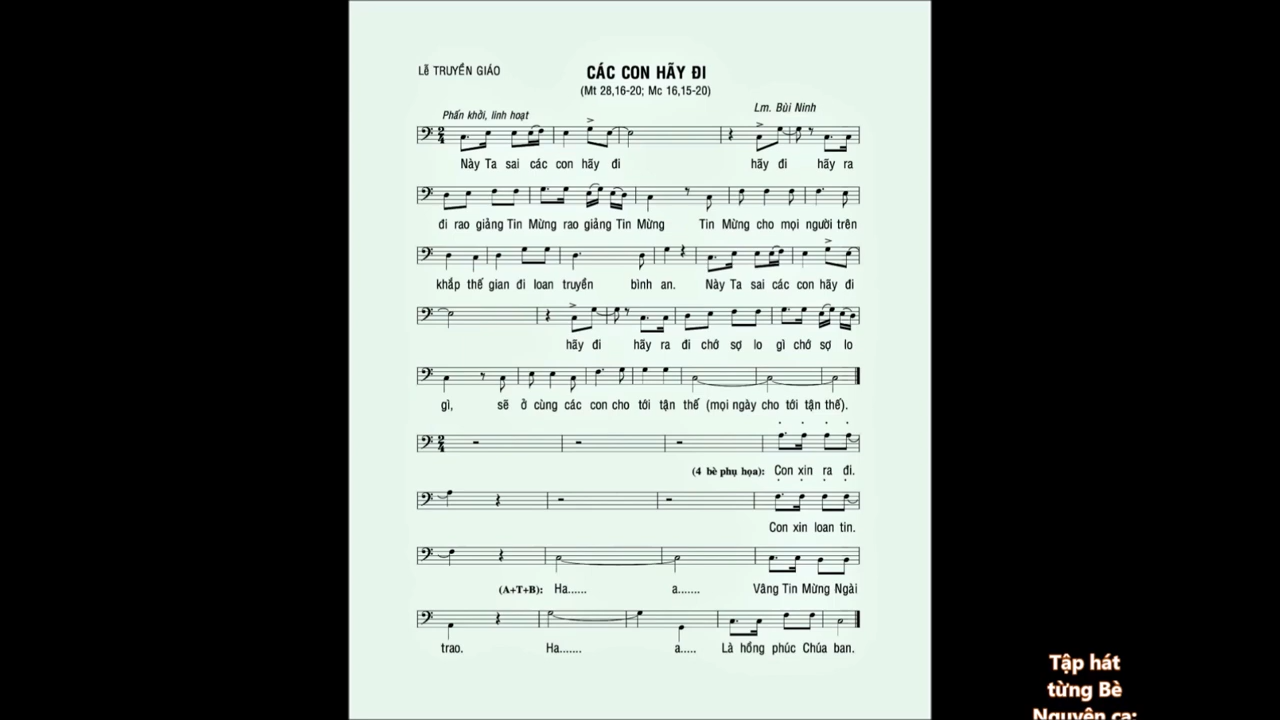 LỄ TRUYỀN GIÁO
CÁC CON HÃY ĐI
(Mt 28,16-20; Mc 16,15-20)
Lm. Bùi Ninh
Phấn khởi, linh hoạt
Này Ta sai các con hãy đi hãy đi hãy ra
đi rao giảng Tin Mừng rao giảng Tin Mừng Tin Mừng cho mọi người trên
khắp thế gian đi loan truyền bình an. Này Ta sai các con hãy đi
hãy đi hãy ra đi chớ sợ lo gì chớ sợ lo
gì, sẽ ở cùng các con cho tới tận thế (mọi ngày cho tới tận thế).
(4 bè phụ họa): Con xin ra đi.
Con xin loan tin.
(A+T+B): Ha...... a....... Vâng Tin Mừng Ngài
trao. Ha....... a..... Là hồng phúc Chúa ban.
Tập hát
từng Bè
Nguyên ca: